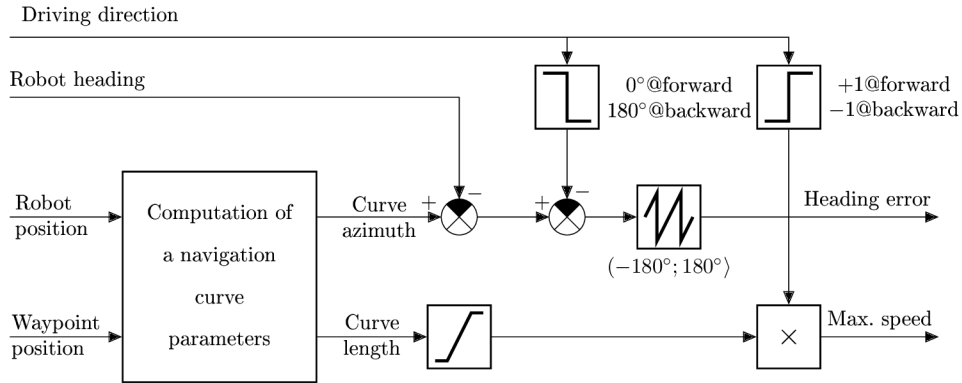 Driving direction
Robot heading
0°@forward
180°@backward
+1@forward
−1@backward
Robot
position
Computation of
a navigation
curve
parameters
Curve
azimuth
+
−
+
−
Heading error
(−180°; 180°⟩
Waypoint
position
Curve
length
×
Max. speed